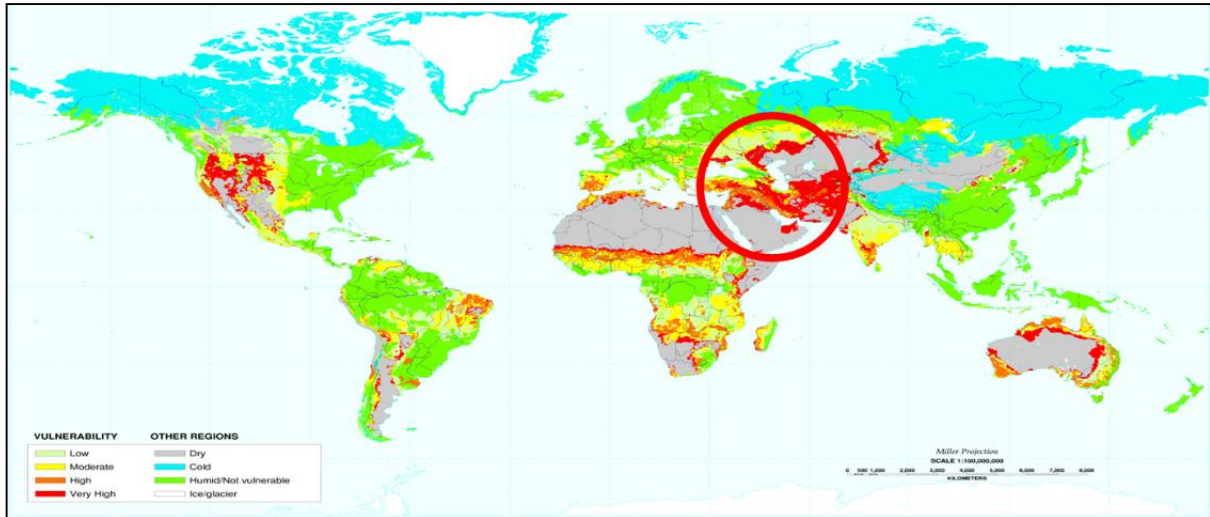 VULNERABILITY OTHER REGIONS
Low Dry
Moderate Cold
High Humid/Not vulnerable
Very High Ice/glacier
Miller Projection
SCALE 1:100,000,000
0 500 1,000 2,000 3,000 4,000 5,000 6,000 7,000 8,000
KILOMETERS